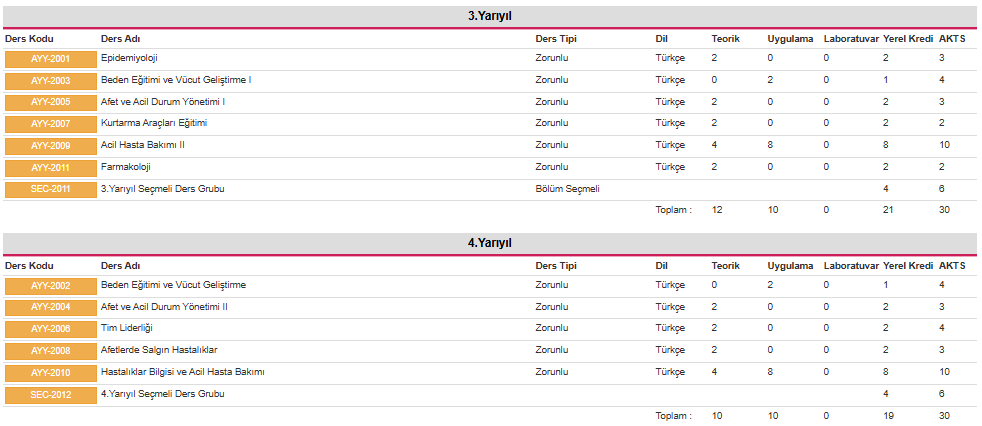 3.Yarıyıl
Ders Kodu Ders Adı Ders Tipi Dil Teorik Uygulama Laboratuvar Yerel Kredi AKTS
AYY-2001 Epidemiyoloji Zorunlu Türkçe 2 0 0 2 3
AYY-2003 Beden Eğitimi ve Vücut Geliştirme I Zorunlu Türkçe 0 2 0 1 4
AYY-2005 Afet ve Acil Durum Yönetimi I Zorunlu Türkçe 2 0 0 2 3
AYY-2007 Kurtarma Araçları Eğitimi Zorunlu Türkçe 2 0 0 2 2
AYY-2009 Acil Hasta Bakımı II Zorunlu Türkçe 4 8 0 8 10
AYY-2011 Farmakoloji Zorunlu Türkçe 2 0 0 2 2
SEC-2011 3.Yarıyıl Seçmeli Ders Grubu Bölüm Seçmeli 4 6
Toplam : 12 10 0 21 30
4.Yarıyıl
Ders Kodu Ders Adı Ders Tipi Dil Teorik Uygulama Laboratuvar Yerel Kredi AKTS
AYY-2002 Beden Eğitimi ve Vücut Geliştirme Zorunlu Türkçe 0 2 0 1 4
AYY-2004 Afet ve Acil Durum Yönetimi II Zorunlu Türkçe 2 0 0 2 3
AYY-2006 Tim Liderliği Zorunlu Türkçe 2 0 0 2 4
AYY-2008 Afetlerde Salgın Hastalıklar Zorunlu Türkçe 2 0 0 2 3
AYY-2010 Hastalıklar Bilgisi ve Acil Hasta Bakımı Zorunlu Türkçe 4 8 0 8 10
SEC-2012 4.Yarıyıl Seçmeli Ders Grubu 4 6
Toplam : 10 10 0 19 30